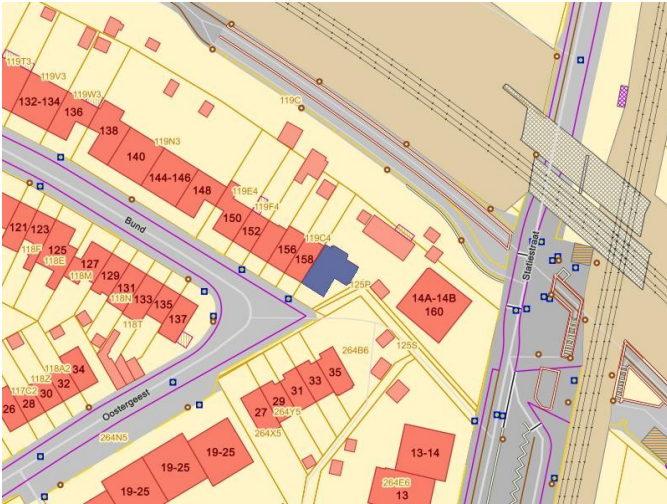 119T3
119V3
119W3
119C
132-134
136
138
119N3
140
144-146
148
119E4
119F4
150
152
119C4
156
158
Bund
Statiestraat
121
123
118F
125
118E
127
118M
129
118N
131
133
135
118T
137
125P
14A-14B
160
125S
264B6
118A2
34
118Z
32
117C2
30
28
26
Oostergeest
35
33
31
29
27
264Y5
264X5
264N5
19-25
19-25
19-25
13-14
264E6
13